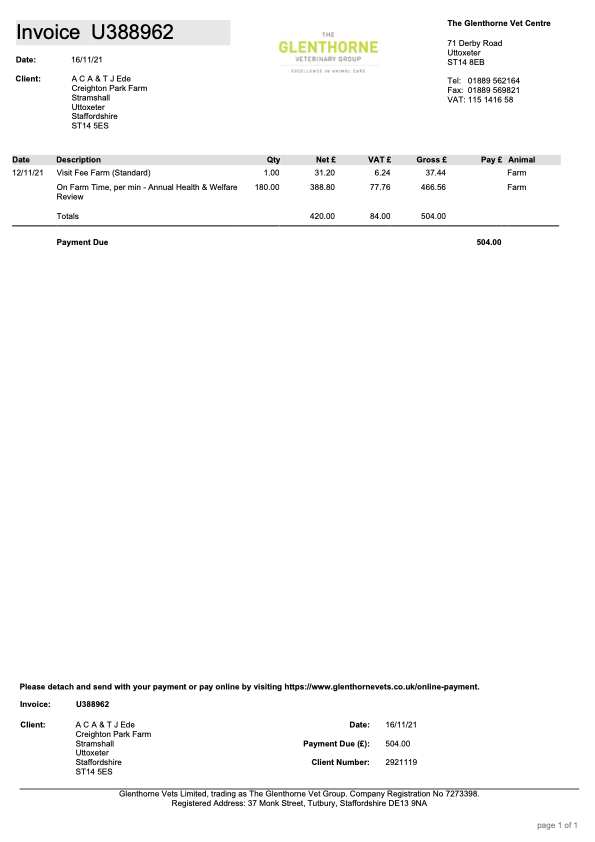 Invoice U388962
Date: 16/11/21
Client: A C A & T J Ede
Creighton Park Farm
Stramshall
Uttoxeter
Staffordshire
ST14 5ES
THE
GLENTHORNE
VETERINARY GROUP
EXCELLENCE IN ANIMAL CARE
The Glenthorne Vet Centre
71 Derby Road
Uttoxeter
ST14 8EB
Tel: 01889 562164
Fax: 01889 569821
VAT: 115 1416 58
Date Description Qty Net £ VAT £ Gross £ Pay £ Animal
12/11/21 Visit Fee Farm (Standard) 1.00 31.20 6.24 37.44 Farm
On Farm Time, per min - Annual Health & Welfare 180.00 388.80 77.76 466.56 Farm
Review
Totals 420.00 84.00 504.00
Payment Due 504.00
Please detach and send with your payment or pay online by visiting https://www.glenthornevets.co.uk/online-payment.
Invoice: U388962
Client: A C A & T J Ede
Creighton Park Farm
Stramshall
Uttoxeter
Staffordshire
ST14 5ES
Date: 16/11/21
Payment Due (£): 504.00
Client Number: 2921119
Glenthorne Vets Limited, trading as The Glenthorne Vet Group. Company Registration No 7273398.
Registered Address: 37 Monk Street, Tutbury, Staffordshire DE13 9NA
page 1 of 1